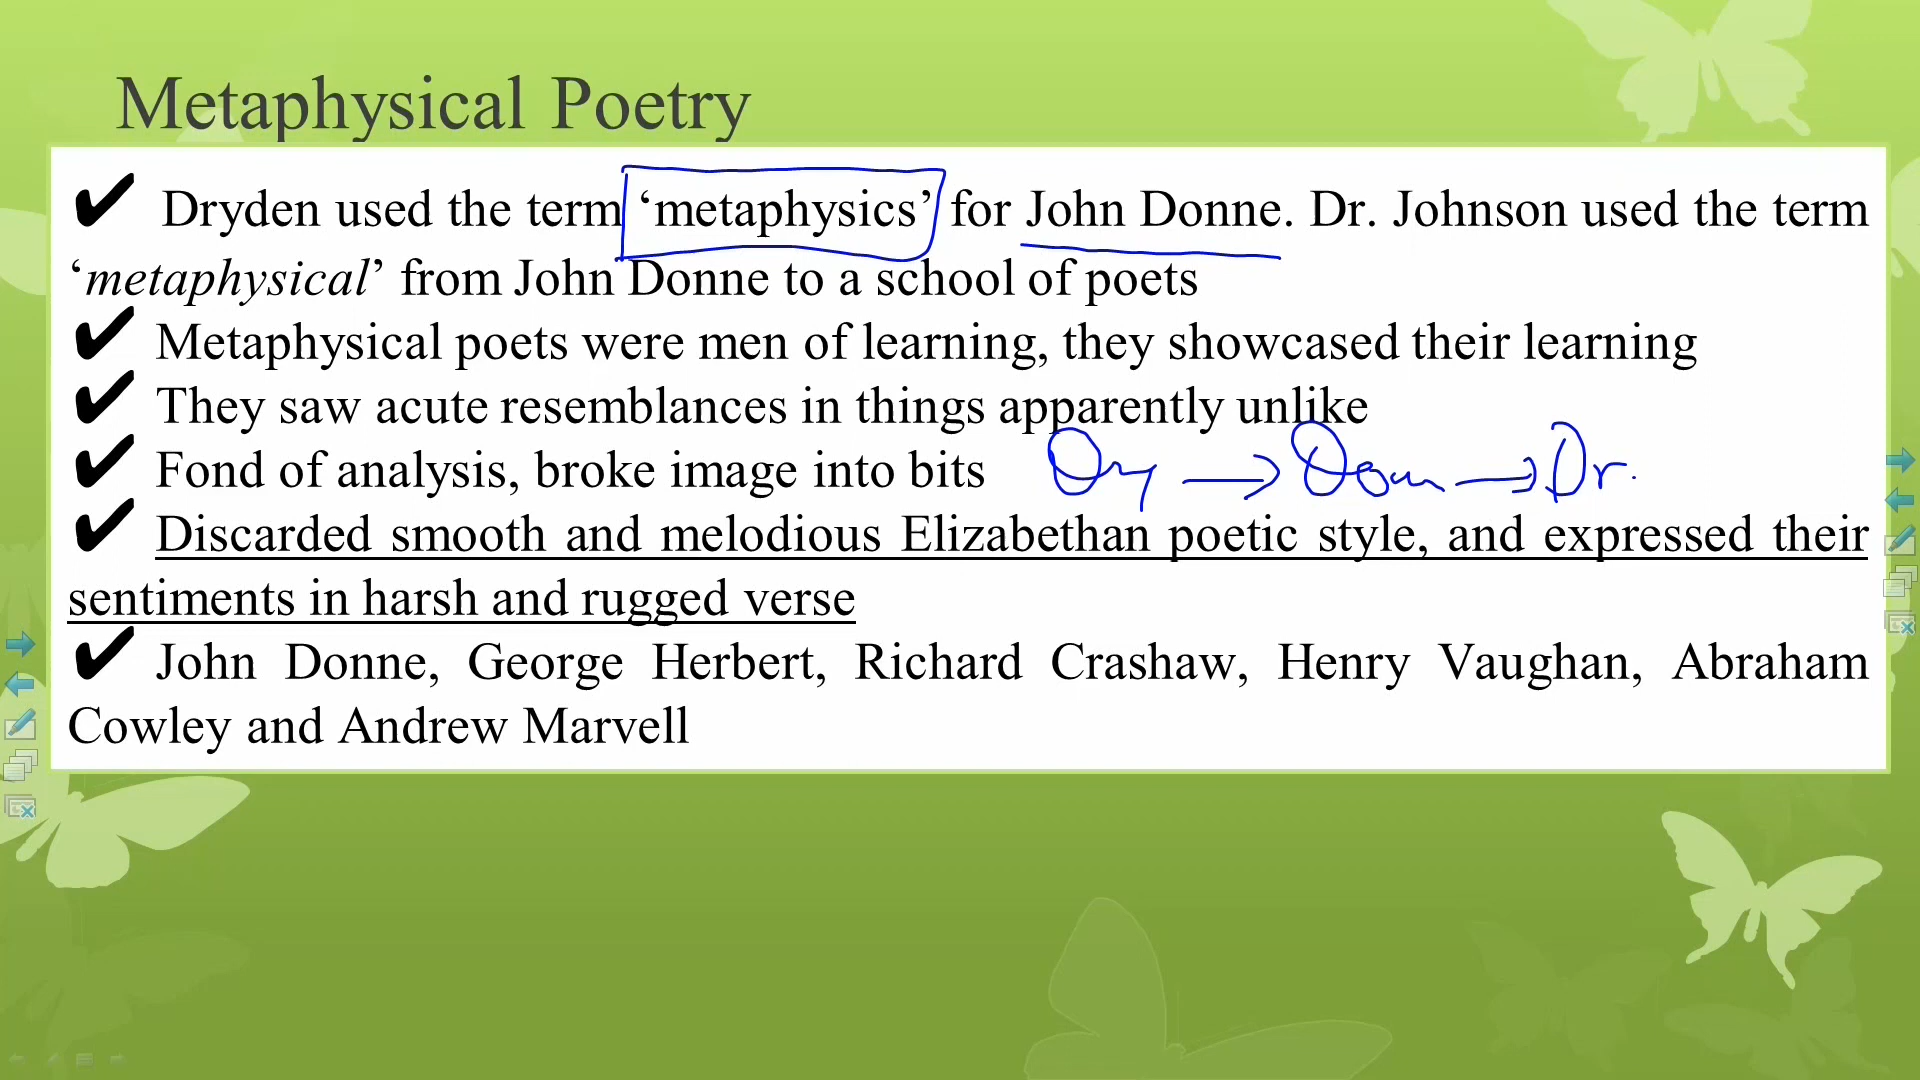 Metaphysical Poetry
✔ Dryden used the term ‘metaphysics’ for John Donne. Dr. Johnson used the term
‘metaphysical’ from John Donne to a school of poets
✔ Metaphysical poets were men of learning, they showcased their learning
✔ They saw acute resemblances in things apparently unlike
✔ Fond of analysis, broke image into bits
Dry → Donn → Dr.
✔ Discarded smooth and melodious Elizabethan poetic style, and expressed their
sentiments in harsh and rugged verse
✔ John Donne, George Herbert, Richard Crashaw, Henry Vaughan, Abraham
Cowley and Andrew Marvell